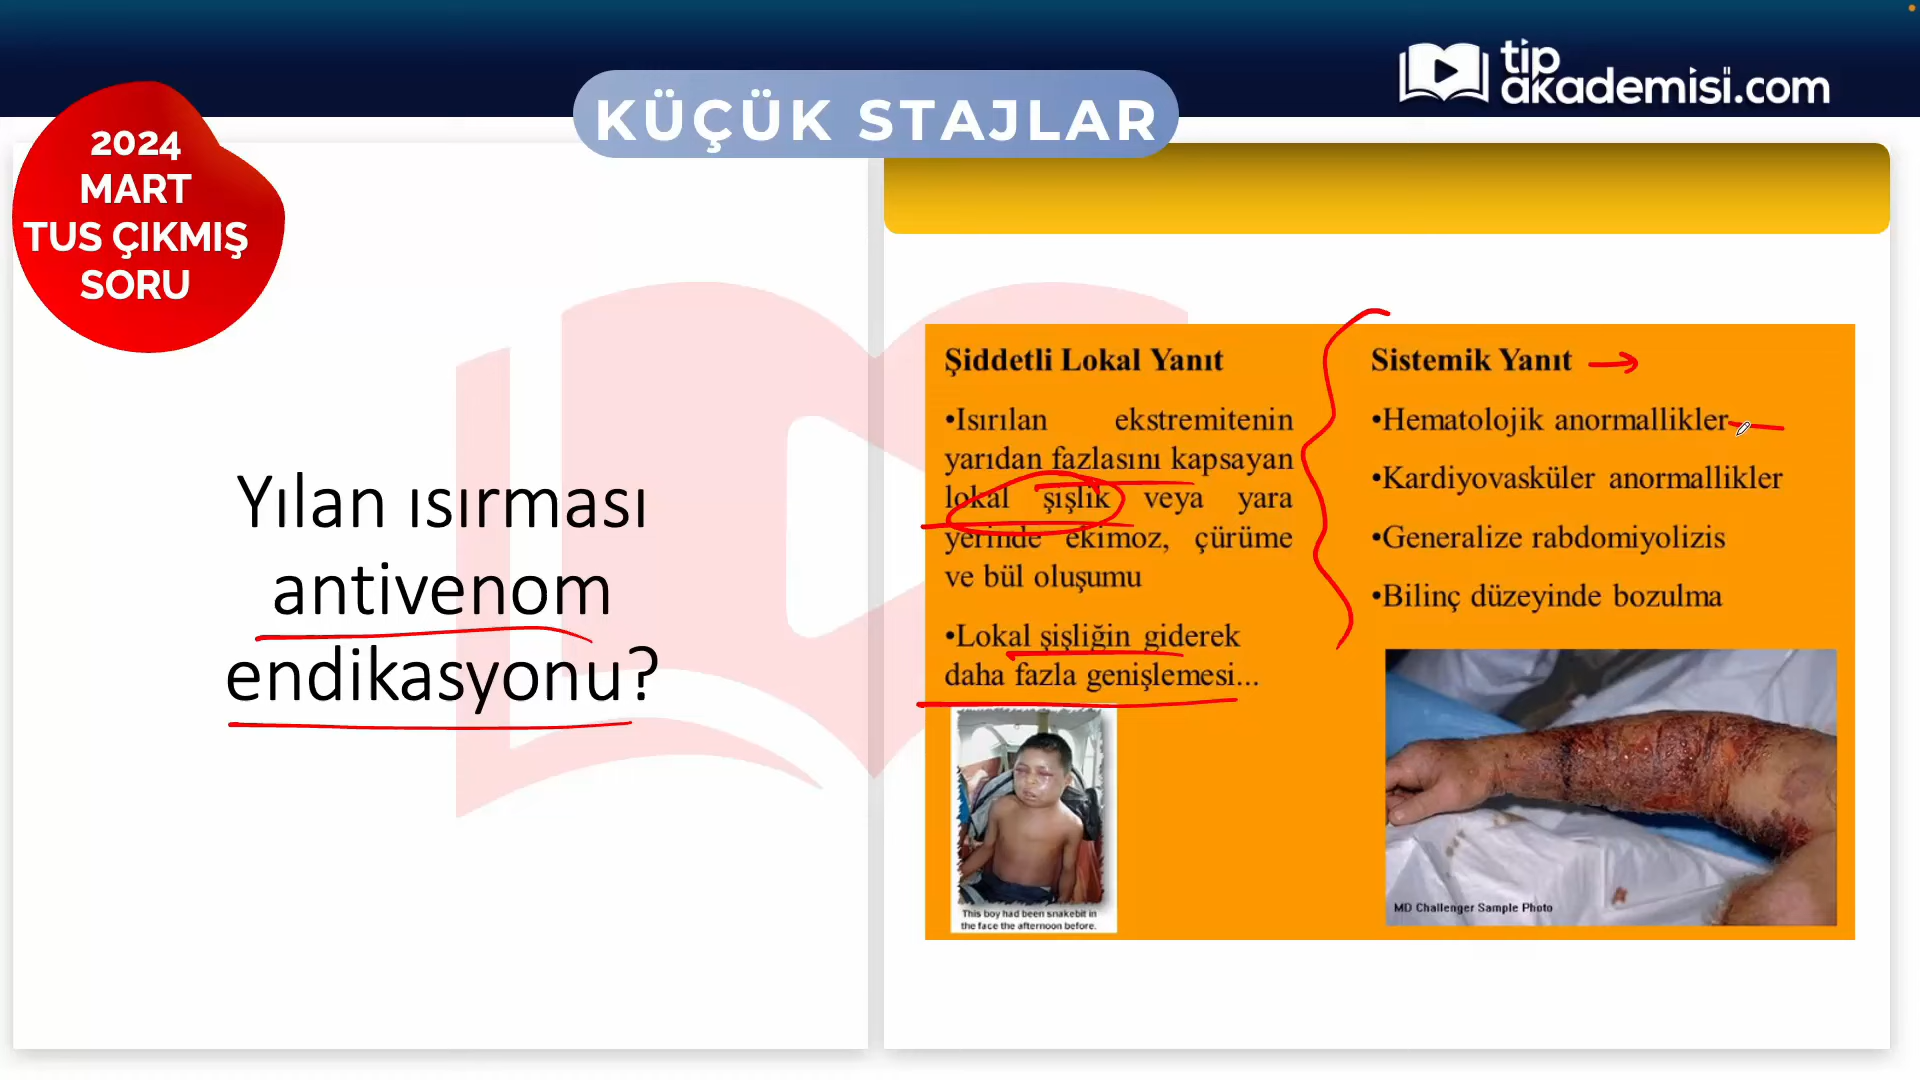 tıp
akademisi.com
KÜÇÜK STAJLAR
2024
MART
TUS ÇIKMIŞ
SORU
Yılan ısırması
antivenom
endikasyonu?
Şiddetli Lokal Yanıt
•Isırılan ekstremitenin
yarıdan fazlasını kapsayan
lokal şişlik veya yara
yerinde ekimoz, çürüme
ve bül oluşumu
•Lokal şişliğin giderek
daha fazla genişlemesi...
This boy had been snakebit in
the face the afternoon before.
Sistemik Yanıt
•Hematolojik anormallikler
•Kardiyovasküler anormallikler
•Generalize rabdomiyolizis
•Bilinç düzeyinde bozulma
MD Challenger Sample Photo